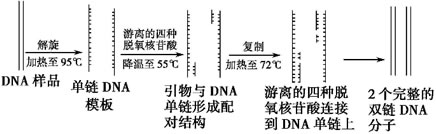 解旋
加热至95℃
游离的四种
脱氧核苷酸
降温至55℃
复制
加热至72℃
DNA样品
单链DNA
模板
引物与DNA
单链形成配
对结构
游离的四种脱
氧核苷酸连接
到DNA单链上
2个完整的
双链DNA
分子